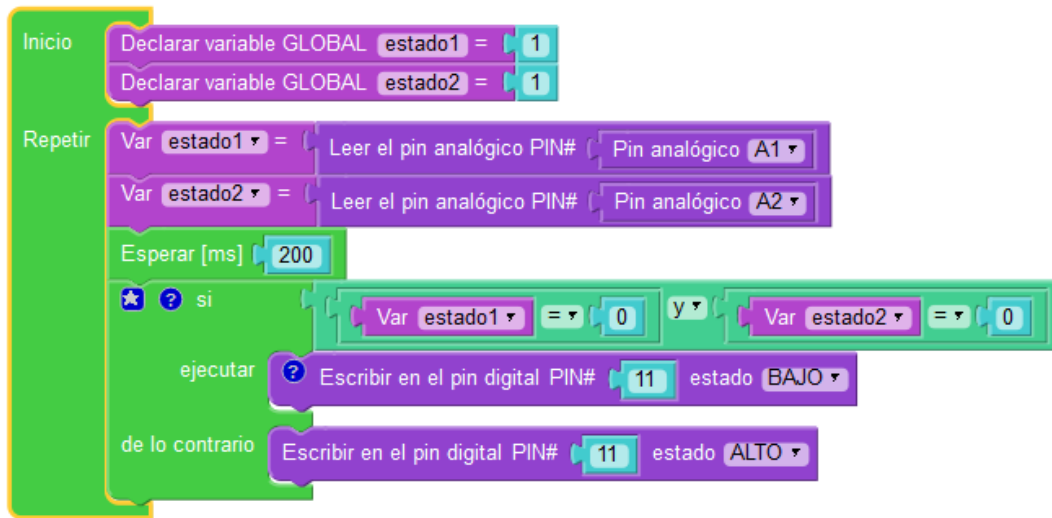 Inicio Declarar variable GLOBAL estado1 = 1
Declarar variable GLOBAL estado2 = 1
Repetir Var estado1 = Leer el pin analógico PIN# Pin analógico A1
Var estado2 = Leer el pin analógico PIN# Pin analógico A2
Esperar [ms] 200
? si Var estado1 = 0 y Var estado2 = 0
ejecutar ? Escribir en el pin digital PIN# 11 estado BAJO
de lo contrario Escribir en el pin digital PIN# 11 estado ALTO